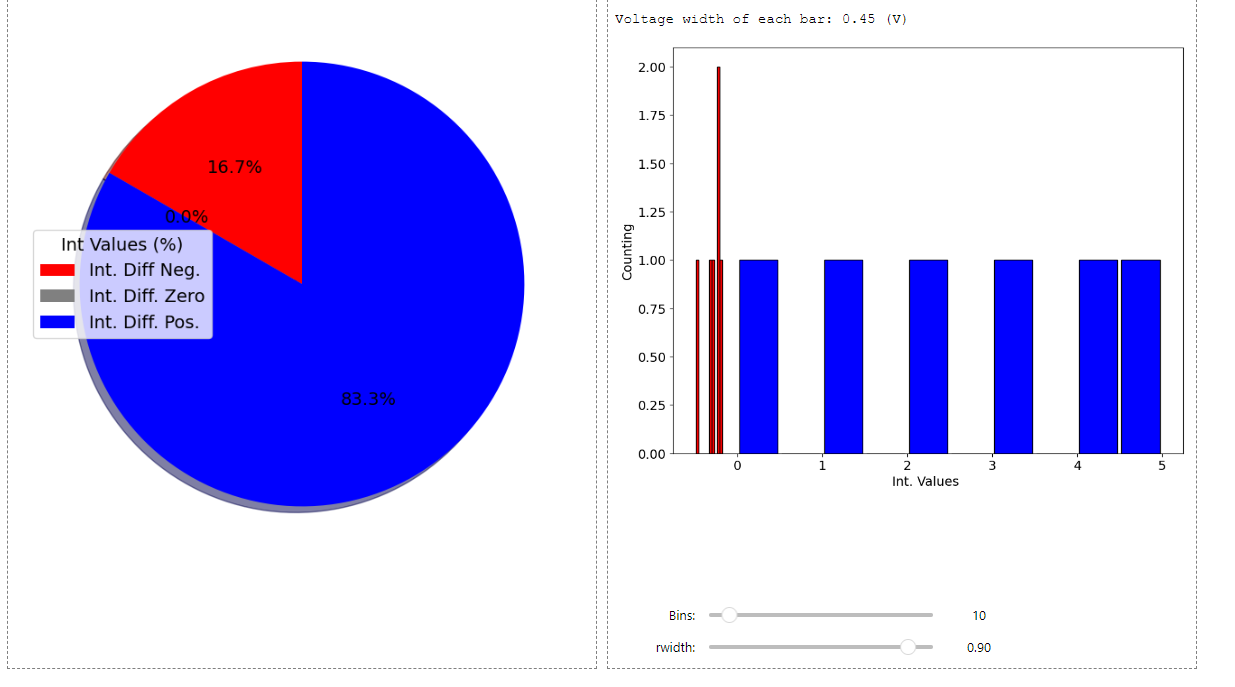 16.7%
0.0%
Int Values (%)
Int. Diff Neg.
Int. Diff. Zero
Int. Diff. Pos.
83.3%
Voltage width of each bar: 0.45 (V)
2.00
1.75
1.50
1.25
1.00
0.75
0.50
0.25
0.00
Counting
0 1 2 3 4 5
Int. Values
Bins: 10
rwidth: 0.90